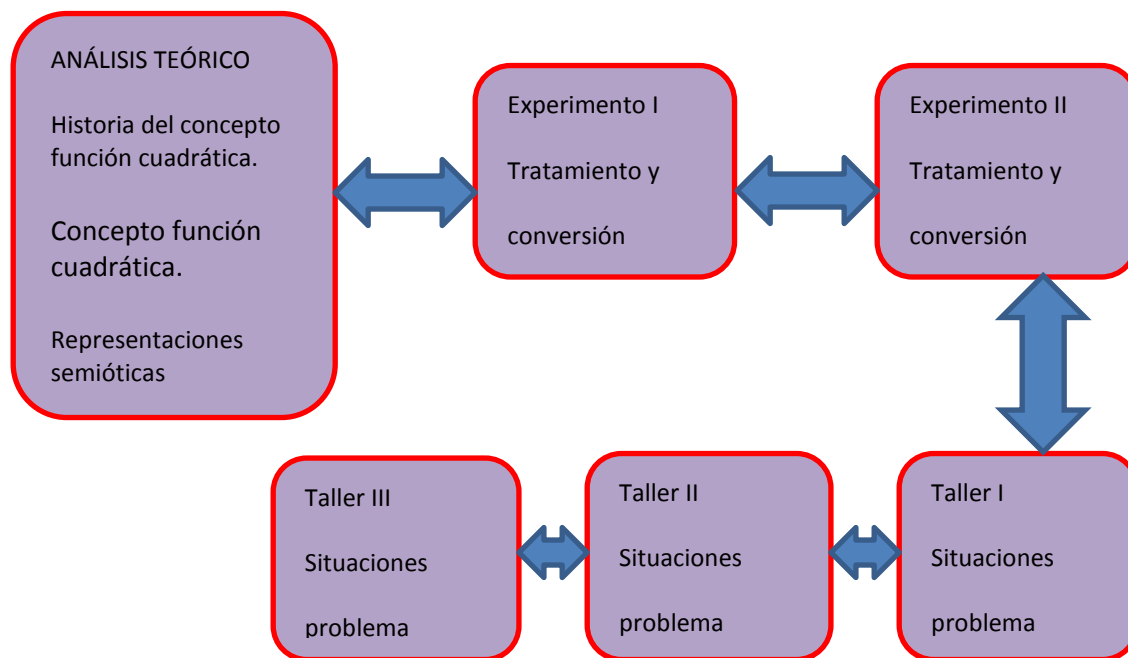 ANÁLISIS TEÓRICO
Historia del concepto
función cuadrática.
Concepto función
cuadrática.
Representaciones
semióticas
Experimento I
Tratamiento y
conversión
Experimento II
Tratamiento y
conversión
Taller III
Situaciones
problema
Taller II
Situaciones
problema
Taller I
Situaciones
problema